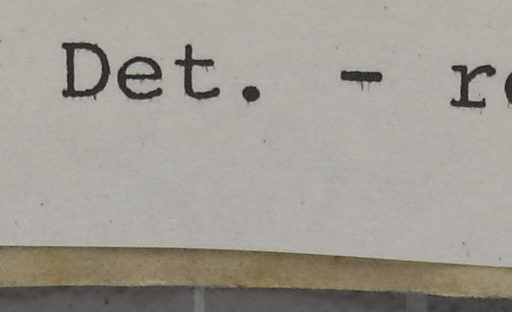 Det. -